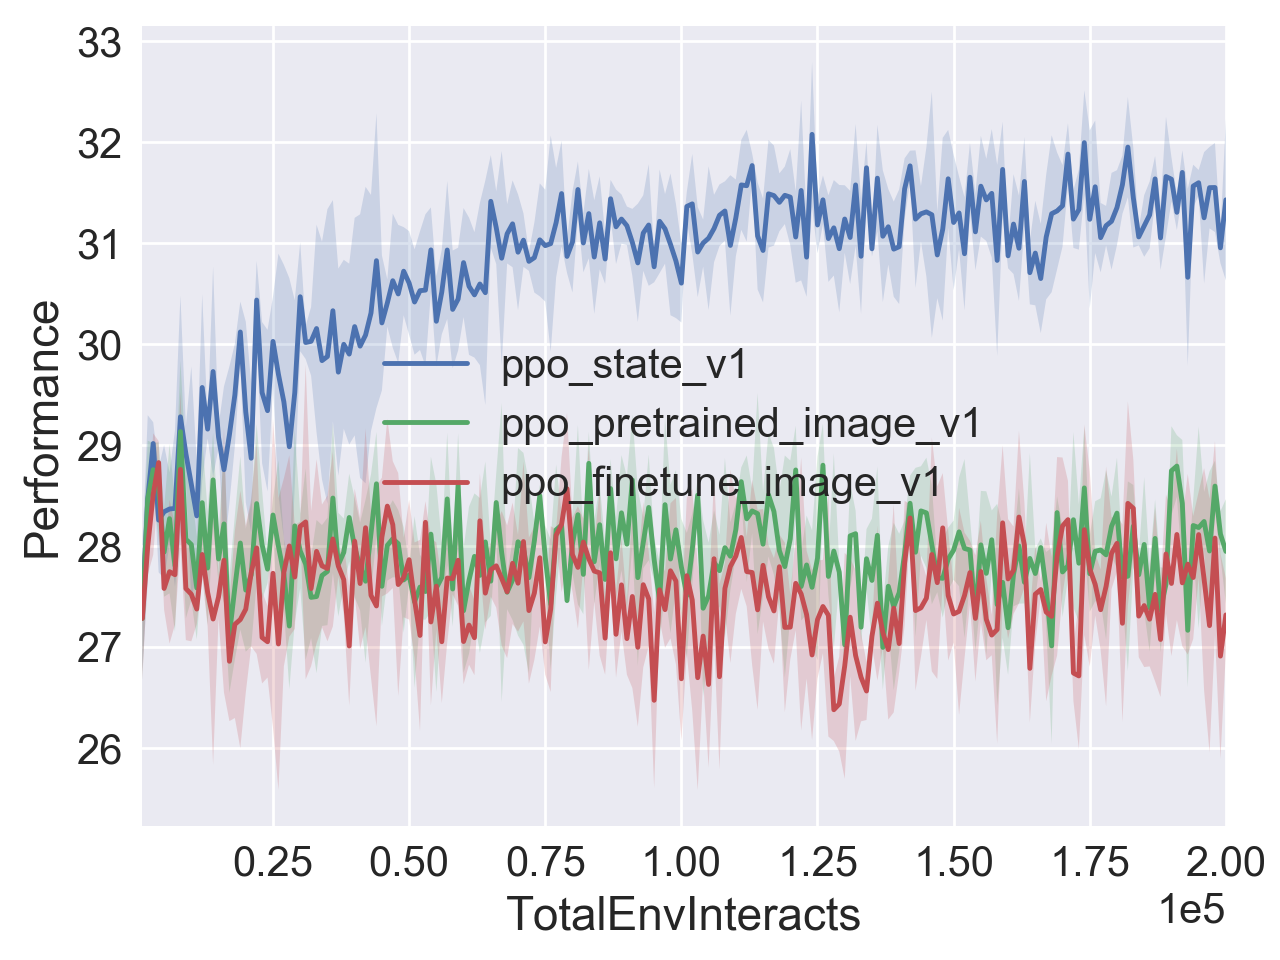 33
32
31
30
29
28
27
26
Performance
ppo_state_v1
ppo_pretrained_image_v1
ppo_finetune_image_v1
0.25 0.50 0.75 1.00 1.25 1.50 1.75 2.00
TotalEnvInteracts
1e5